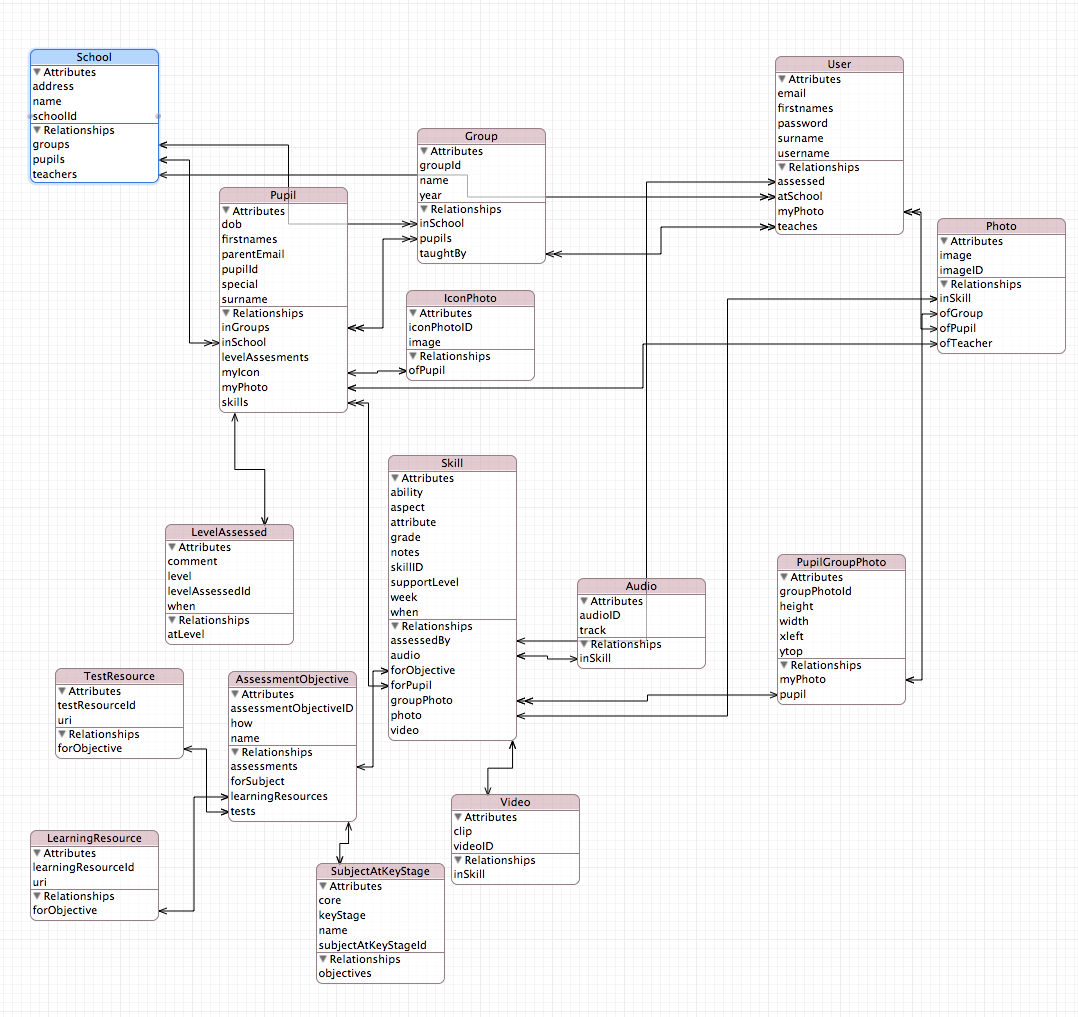 School
Attributes
address
name
schoolId
Relationships
groups
pupils
teachers
User
Attributes
email
firstnames
password
surname
username
Relationships
assessed
atSchool
myPhoto
teaches
Group
Attributes
groupId
name
year
Relationships
inSchool
pupils
taughtBy
Pupil
Attributes
dob
firstnames
parentEmail
pupilId
special
surname
Relationships
inGroups
inSchool
levelAssesments
myIcon
myPhoto
skills
Photo
Attributes
image
imageID
Relationships
inSkill
ofGroup
ofPupil
ofTeacher
IconPhoto
Attributes
iconPhotoID
image
Relationships
ofPupil
Skill
Attributes
ability
aspect
attribute
grade
notes
skillID
supportLevel
week
when
Relationships
assessedBy
audio
forObjective
forPupil
groupPhoto
photo
video
LevelAssessed
Attributes
comment
level
levelAssessedId
when
Relationships
atLevel
Audio
Attributes
audioID
track
Relationships
inSkill
PupilGroupPhoto
Attributes
groupPhotoId
height
width
xleft
ytop
Relationships
myPhoto
pupil
TestResource
Attributes
testResourceId
uri
Relationships
forObjective
AssessmentObjective
Attributes
assessmentObjectiveID
how
name
Relationships
assessments
forSubject
learningResources
tests
Video
Attributes
clip
videoID
Relationships
inSkill
LearningResource
Attributes
learningResourceId
uri
Relationships
forObjective
SubjectAtKeyStage
Attributes
core
keyStage
name
subjectAtKeyStageId
Relationships
objectives